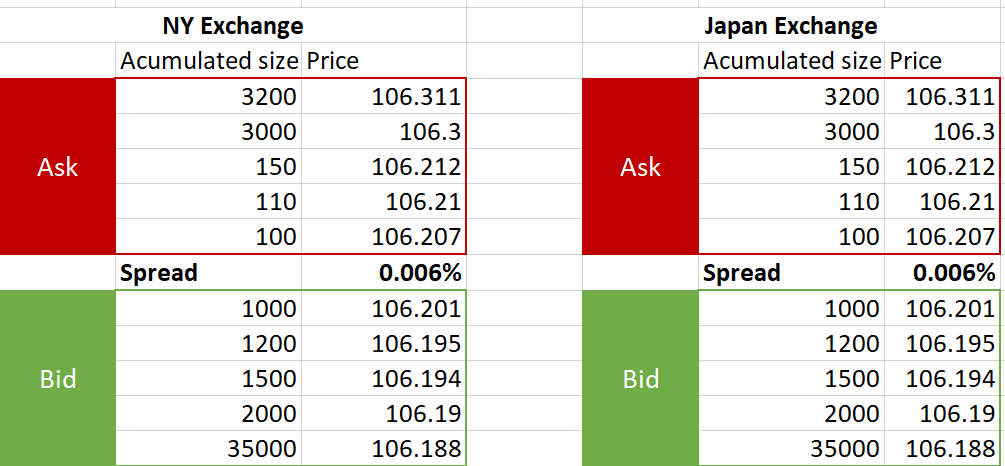 NY Exchange Japan Exchange
Acumulated size Price Acumulated size Price
3200 106.311 3200 106.311
3000 106.3 3000 106.3
Ask 150 106.212 Ask 150 106.212
110 106.21 110 106.21
100 106.207 100 106.207
Spread 0.006% Spread 0.006%
1000 106.201 1000 106.201
1200 106.195 1200 106.195
Bid 1500 106.194 Bid 1500 106.194
2000 106.19 2000 106.19
35000 106.188 35000 106.188